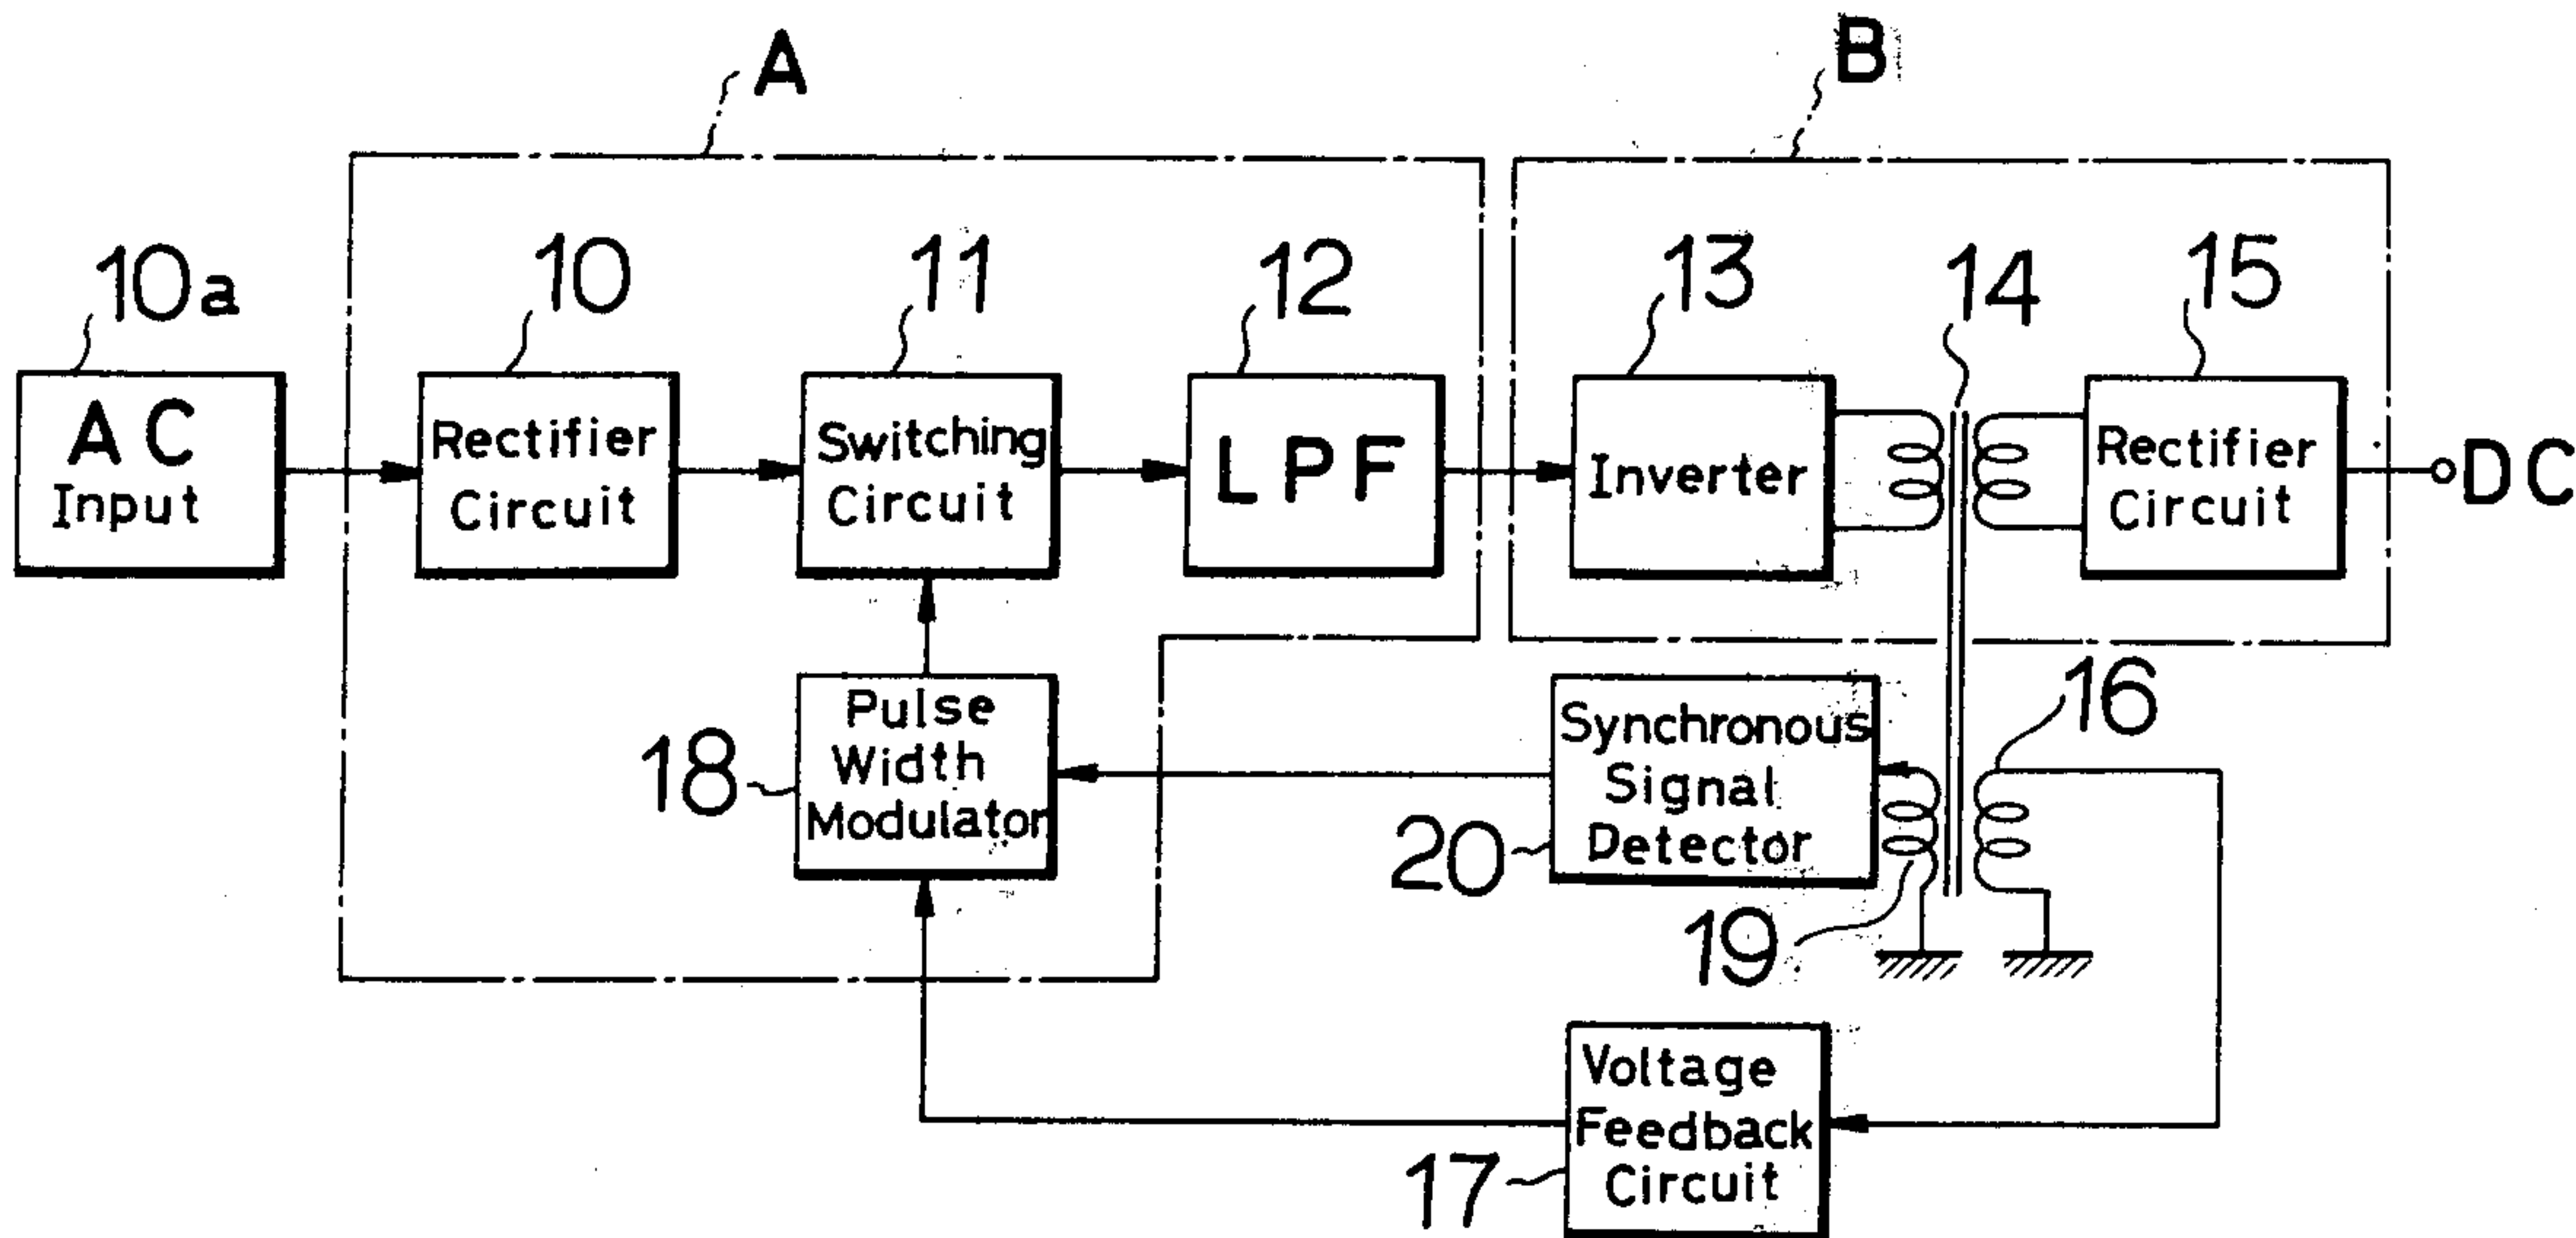 A
B
10a
10
11
12
13
14
15
AC
Input
Rectifier
Circuit
Switching
Circuit
LPF
Inverter
Rectifier
Circuit
DC
18
Pulse
Width
Modulator
20
Synchronous
Signal
Detector
16
19
17
Voltage
Feedback
Circuit